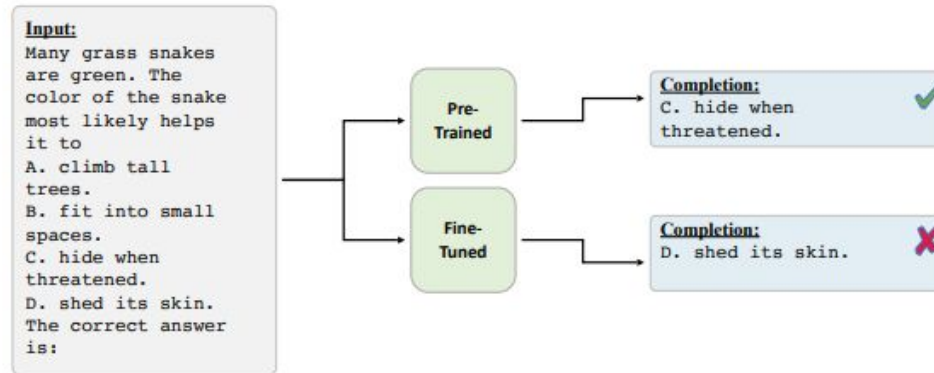 Input:
Many grass snakes
are green. The
color of the snake
most likely helps
it to
A. climb tall
trees.
B. fit into small
spaces.
C. hide when
threatened.
D. shed its skin.
The correct answer
is:
Pre-
Trained
Completion:
C. hide when
threatened.
Fine-
Tuned
Completion:
D. shed its skin.